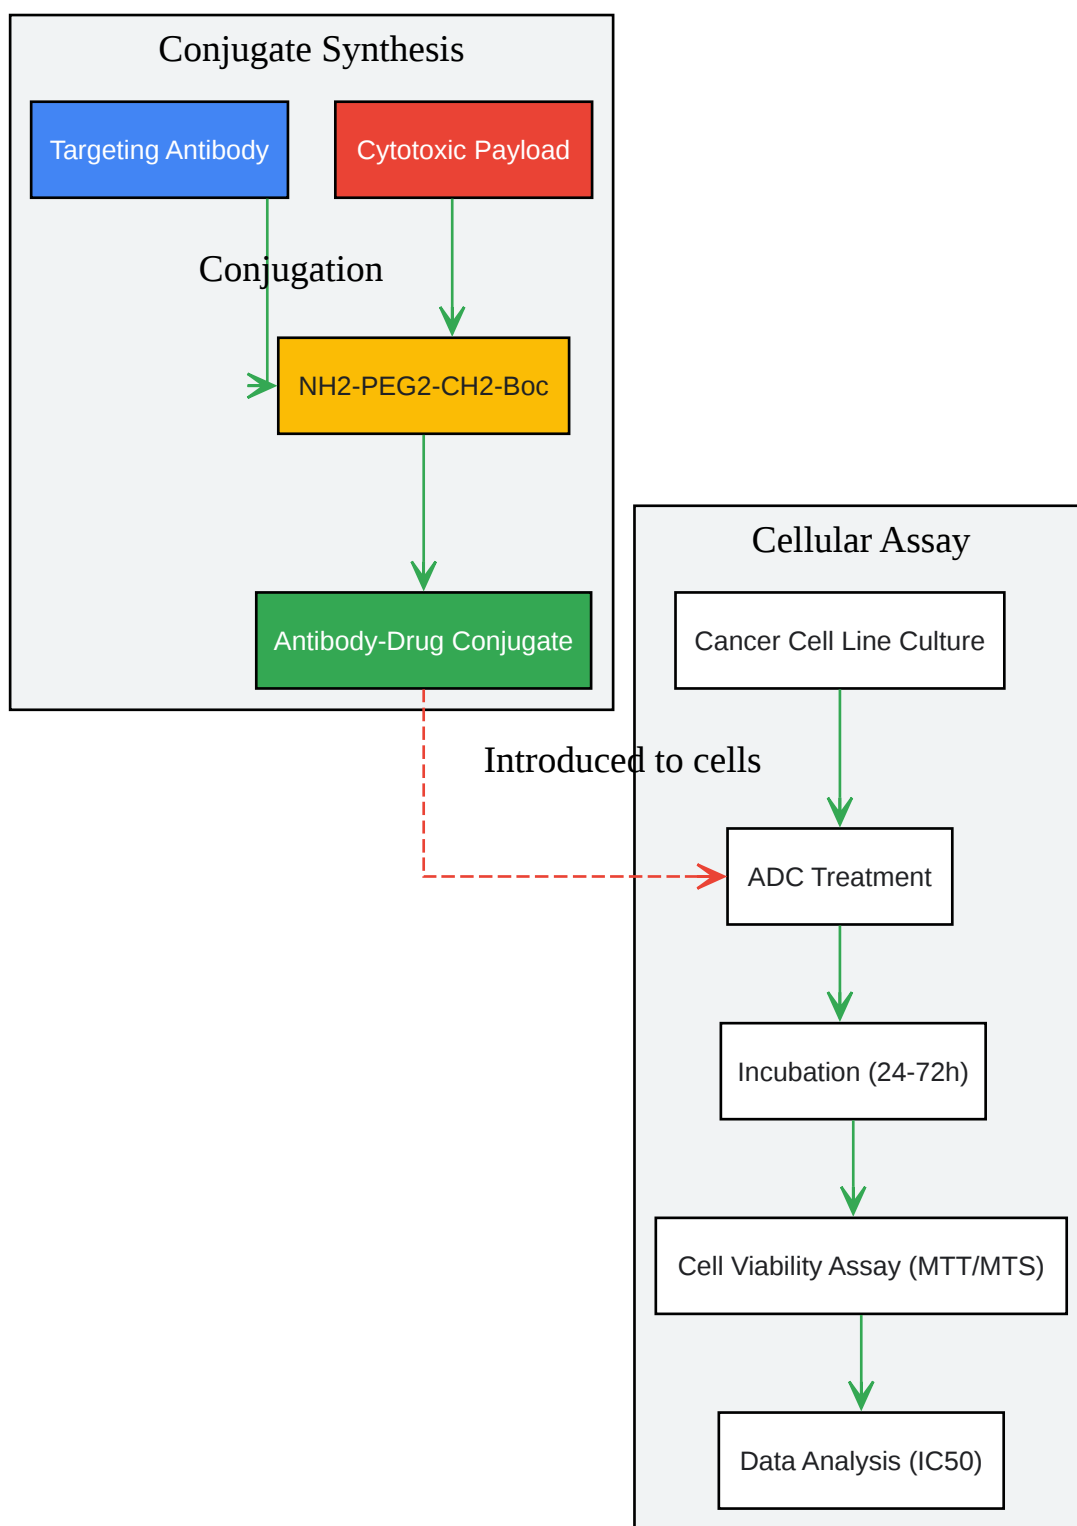 Conjugate Synthesis
Targeting Antibody
Cytotoxic Payload
Conjugation
NH2-PEG2-CH2-Boc
Antibody-Drug Conjugate
Cellular Assay
Cancer Cell Line Culture
Introduced to cells
ADC Treatment
Incubation (24-72h)
Cell Viability Assay (MTT/MTS)
Data Analysis (IC50)